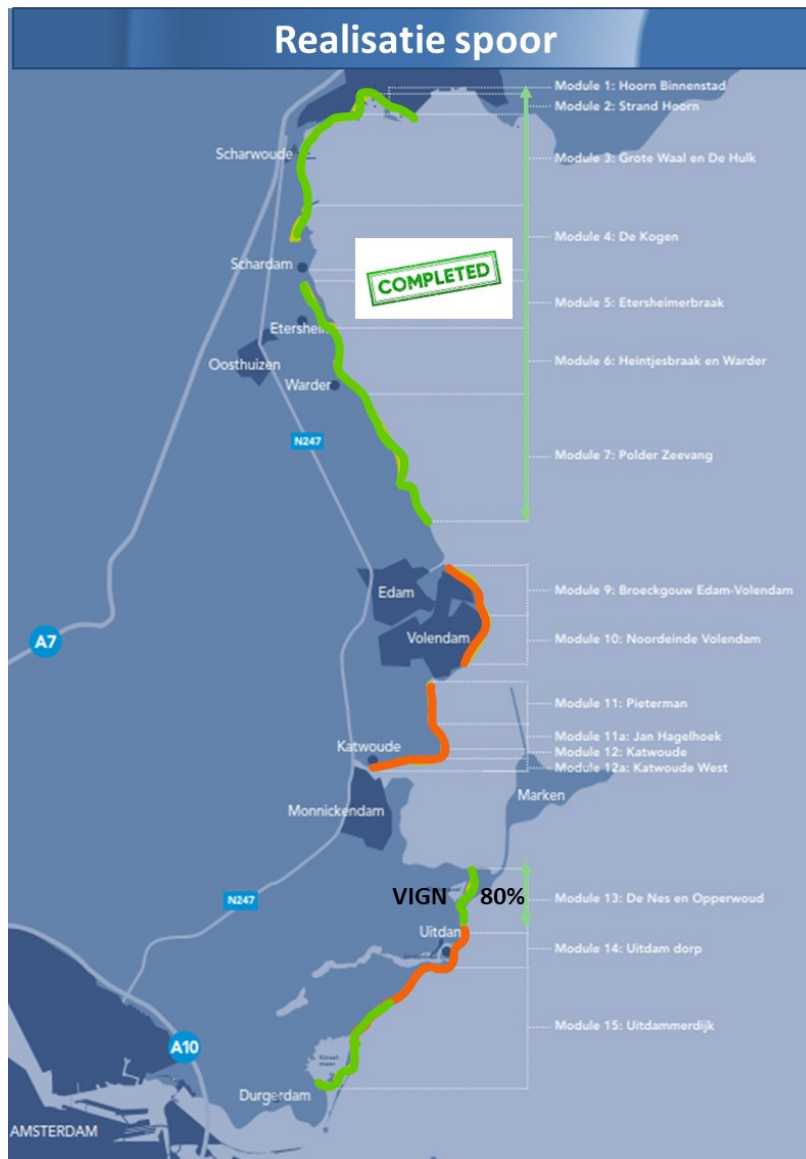 Realisatie spoor
Module 1: Hoorn Binnenstad
Module 2: Strand Hoorn
Scharwoude
Module 3: Grote Waal en De Hulk
Module 4: De Kogen
Schardam
COMPLETED
Module 5: Etersheimerbraak
Etersheim
Oosthuizen
Module 6: Heintjesbraak en Warder
Warder
N247
Module 7: Polder Zeevang
Edam
Module 9: Broeckgouw Edam-Volendam
A7
Volendam
Module 10: Noordeinde Volendam
Module 11: Pieterman
Module 11a: Jan Hagelhoek
Katwoude
Module 12: Katwoude
Module 12a: Katwoude West
Marken
Monnickendam
N247
VIGN 80%
Module 13: De Nes en Opperwoud
Uitdam
Module 14: Uitdam dorp
Module 15: Uitdammerdijk
A10
Kinsel-
meer
Durgerdam
AMSTERDAM